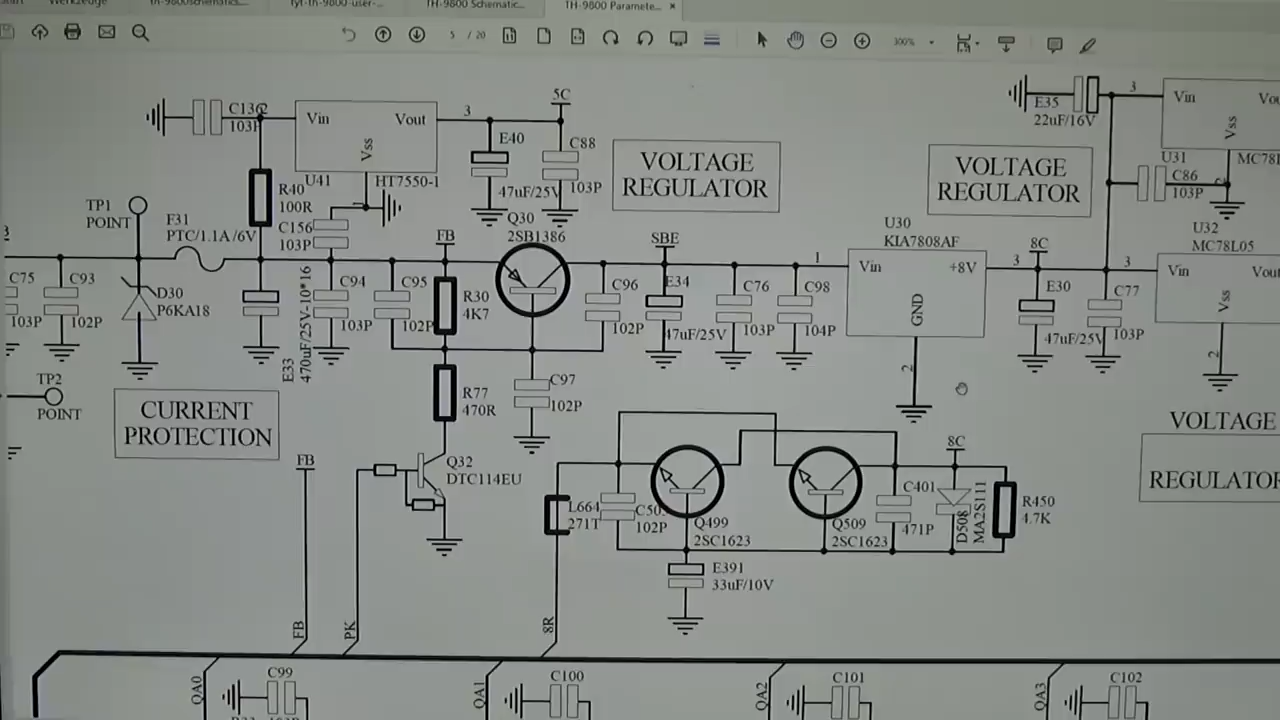 Werkzeuge
th-9800schematics...
TH-9800 Schematic...
TH-9800 Paramete... ×
5 / 20
300%
C136
103P
2
Vin
Vout
Vss
3
5C
U41
HT7550-1
E40
47uF/25V
C88
103P
VOLTAGE
REGULATOR
R40
100R
C156
103P
TP1
POINT
F31
PTC/1.1A/6V
Q30
2SB1386
FB
SBE
C75
103P
C93
102P
D30
P6KA18
E33
470uF/25V-10*16
C94
103P
C95
102P
R30
4K7
C96
102P
E34
47uF/25V
C76
103P
C98
104P
1
U30
KIA7808AF
Vin
+8V
GND
2
3
8C
E30
47uF/25V
C77
103P
VOLTAGE
REGULATOR
E35
22uF/16V
3
Vin
Vss
U31
C86
103P
U32
MC78L05
3
Vin
Vout
Vss
2
TP2
POINT
CURRENT
PROTECTION
R77
470R
C97
102P
FB
Q32
DTC114EU
L664
271T
102P
Q499
2SC1623
Q509
2SC1623
C401
471P
8C
D508
MA2S111
R450
4.7K
E391
33uF/10V
VOLTAGE
FB
PK
8R
QA0
C99
QA1
C100
QA2
C101
QA3
C102